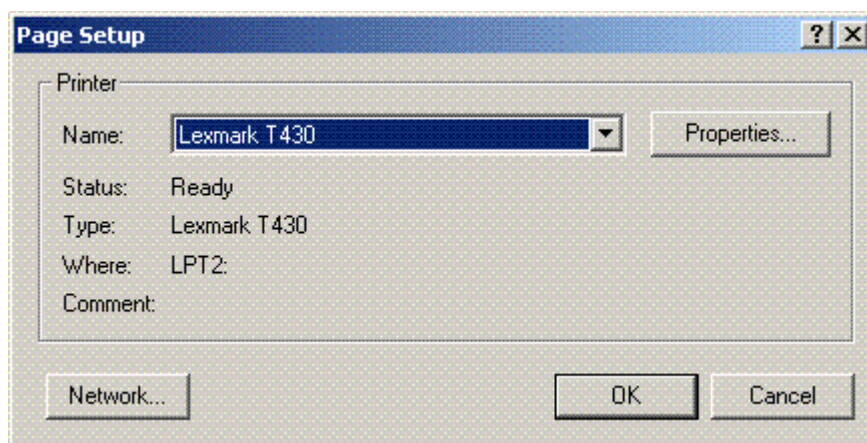 Page Setup
Printer
Name: Lexmark T430 Properties...
Status: Ready
Type: Lexmark T430
Where: LPT2:
Comment:
Network... OK Cancel